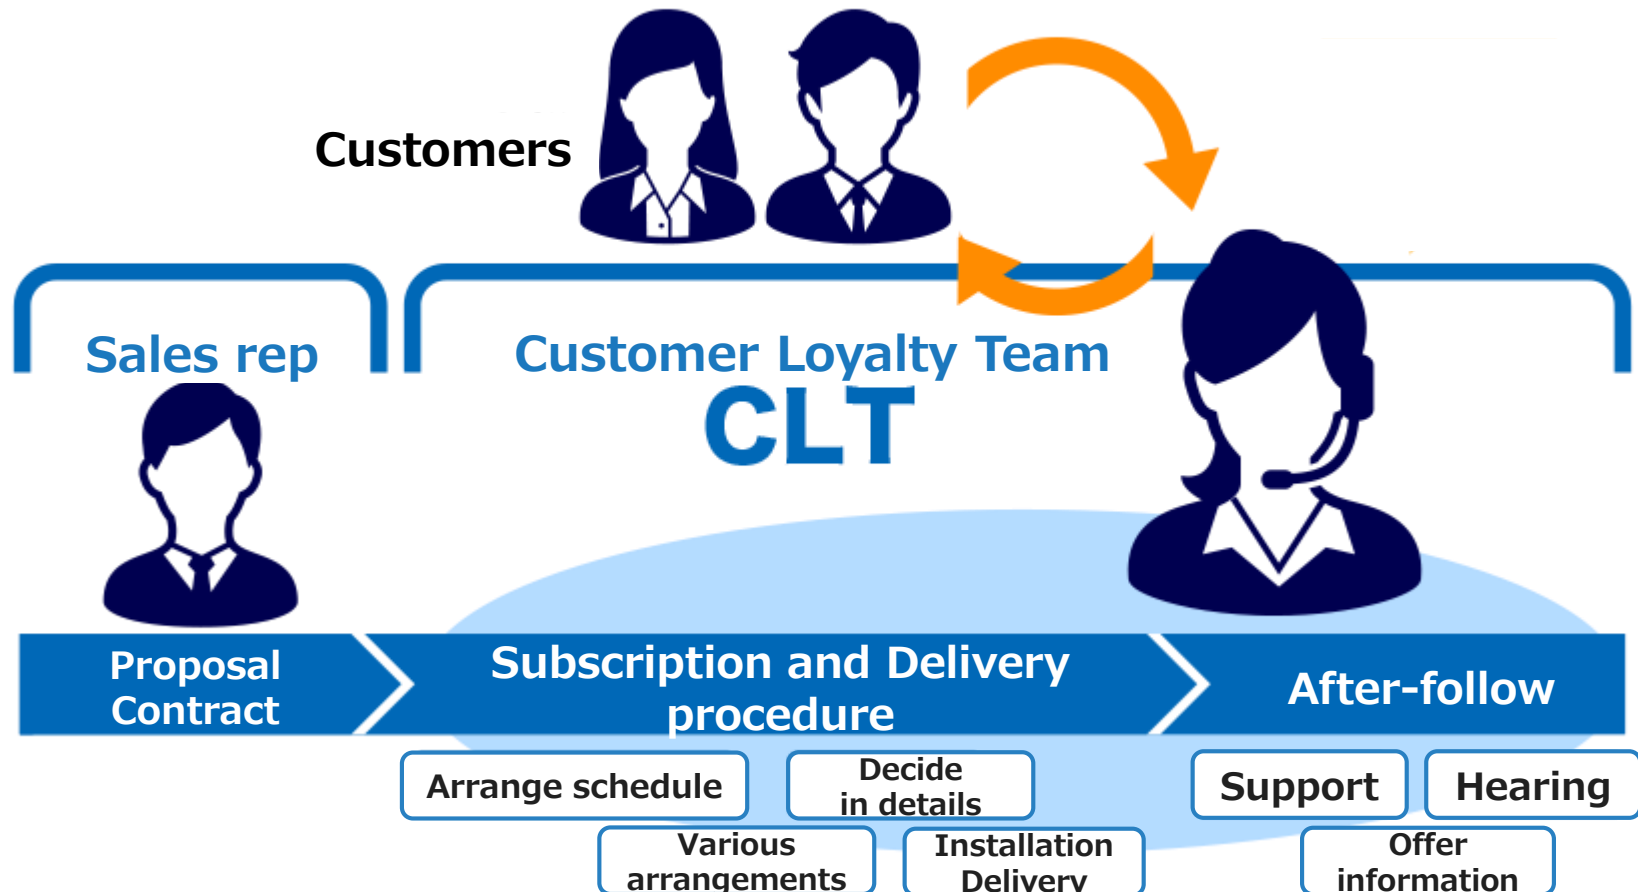 Customers
Sales rep
Customer Loyalty Team
CLT
Proposal
Contract
Subscription and Delivery
procedure
After-follow
Arrange schedule
Decide
in details
Support
Hearing
Various
arrangements
Installation
Delivery
Offer
information